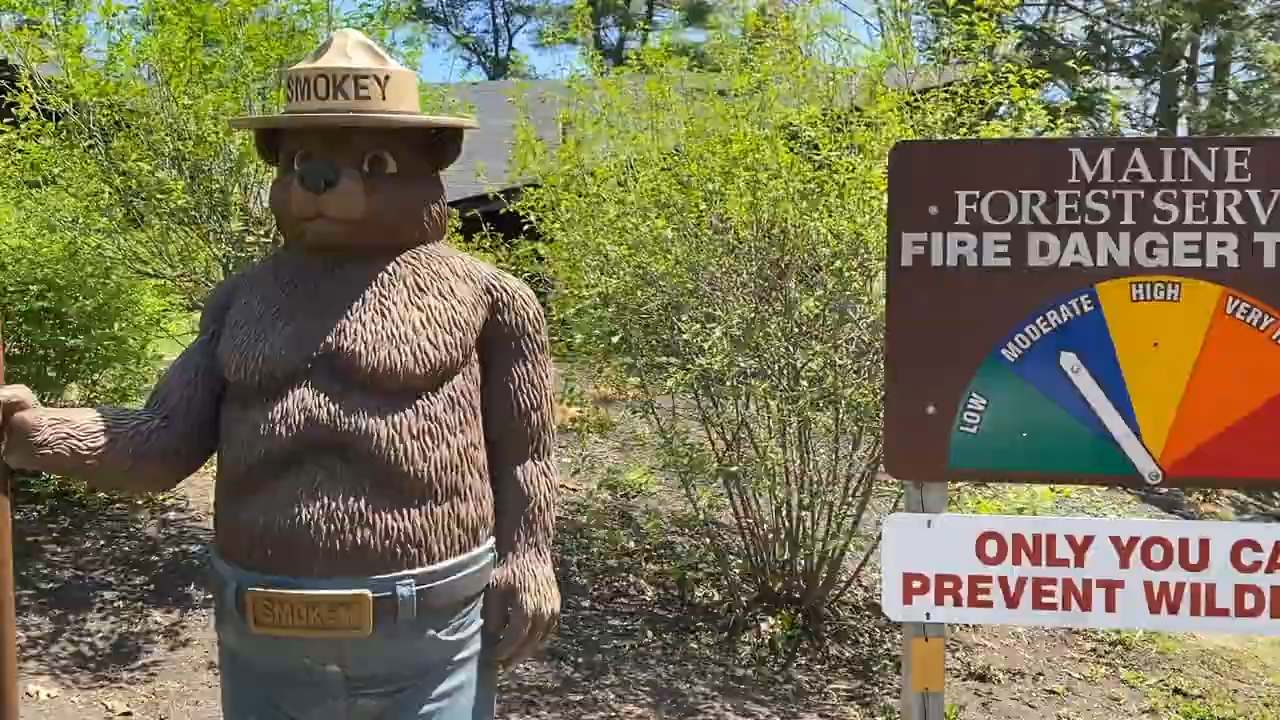 SMOKEY
SMOKEY
MAINE
FOREST SERV
FIRE DANGER T
LOW
MODERATE
HIGH
VERY
ONLY YOU CA
PREVENT WILD